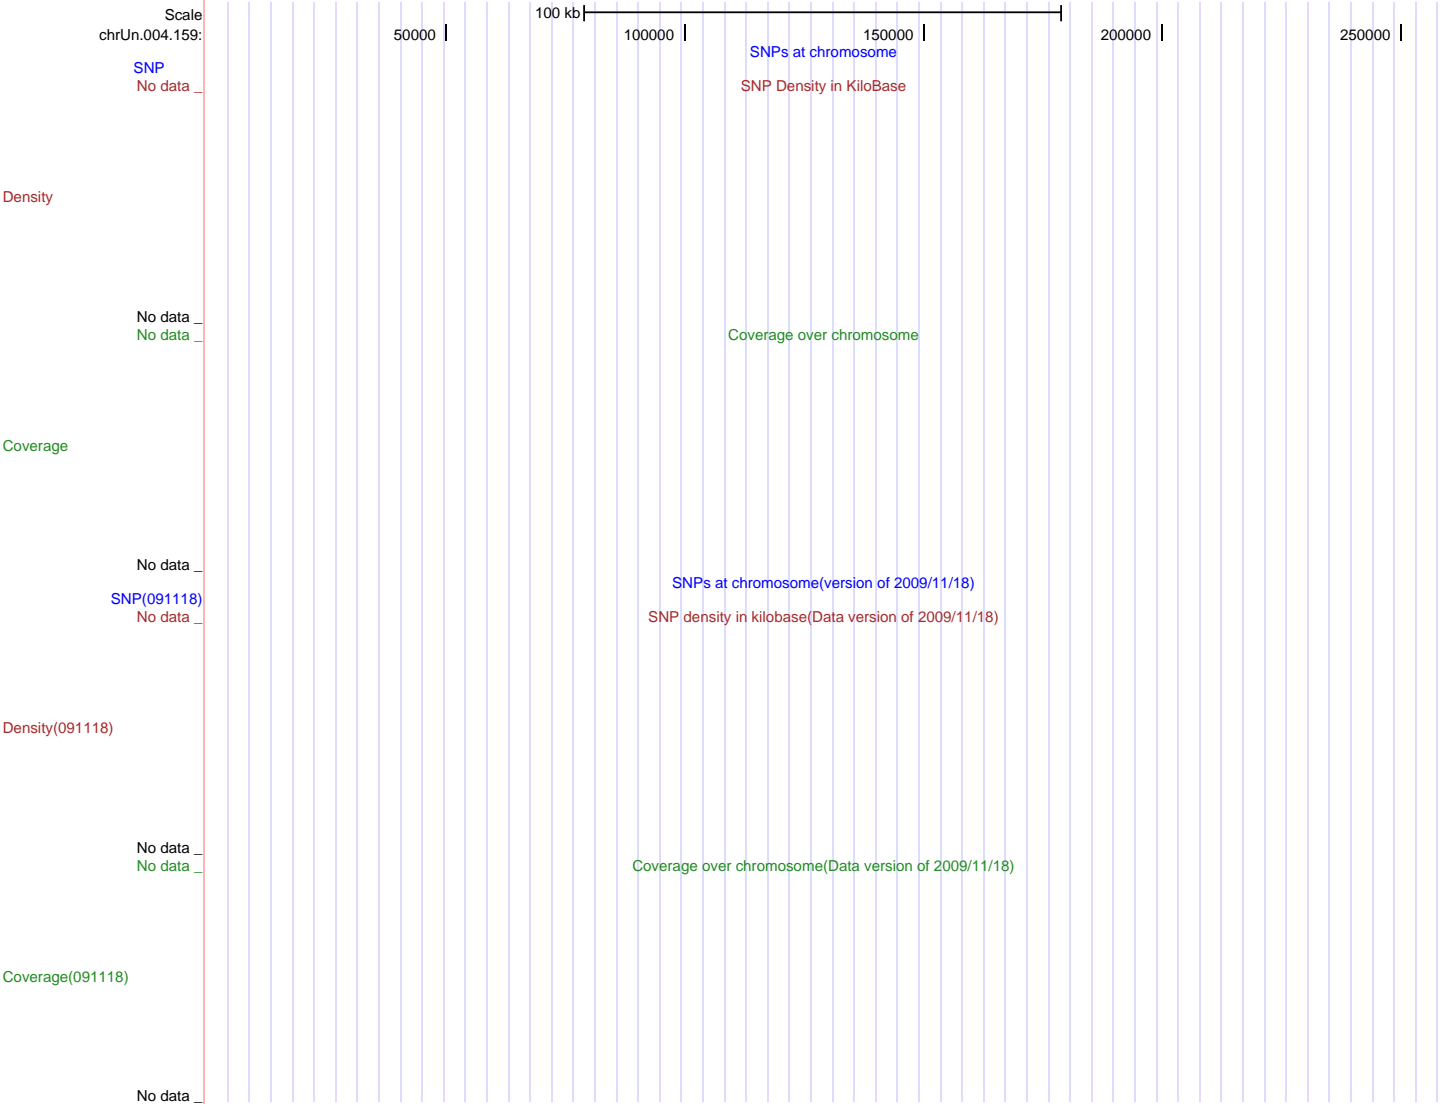 Scale 100 kb
chrUn.004.159: 50000 100000 150000 200000 250000
SNPs at chromosome
SNP
No data _ SNP Density in KiloBase
Density
No data _
No data _ Coverage over chromosome
Coverage
No data _
SNPs at chromosome(version of 2009/11/18)
SNP(091118)
No data _ SNP density in kilobase(Data version of 2009/11/18)
Density(091118)
No data _
No data _ Coverage over chromosome(Data version of 2009/11/18)
Coverage(091118)
No data _